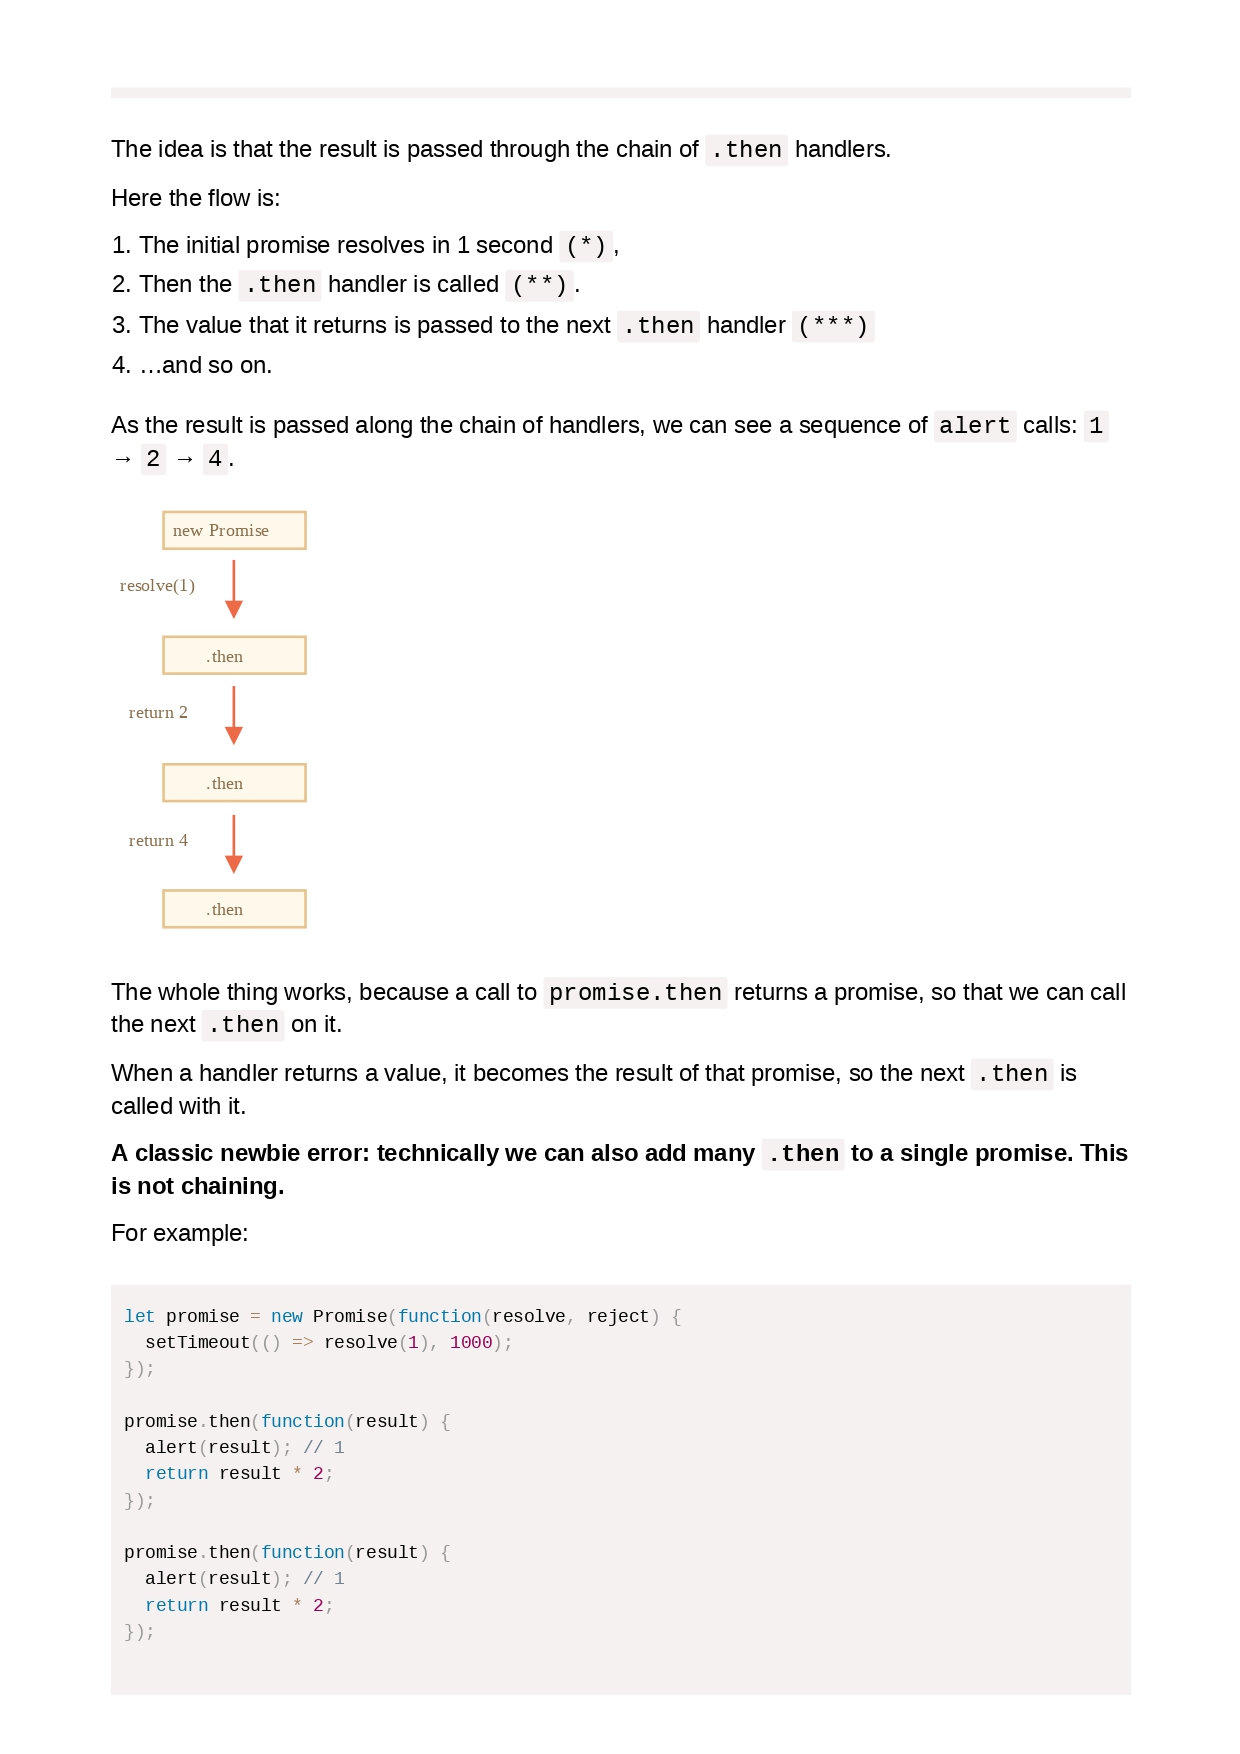 The idea is that the result is passed through the chain of .then handlers.
Here the flow is:
1. The initial promise resolves in 1 second (*),
2. Then the .then handler is called (**).
3. The value that it returns is passed to the next .then handler (***)
4. …and so on.
As the result is passed along the chain of handlers, we can see a sequence of alert calls: 1
→ 2 → 4.
new Promise
resolve(1)
.then
return 2
.then
return 4
.then
The whole thing works, because a call to promise.then returns a promise, so that we can call
the next .then on it.
When a handler returns a value, it becomes the result of that promise, so the next .then is
called with it.
A classic newbie error: technically we can also add many .then to a single promise. This
is not chaining.
For example:
let promise = new Promise(function(resolve, reject) {
  setTimeout(() => resolve(1), 1000);
});
promise.then(function(result) {
  alert(result); // 1
  return result * 2;
});
promise.then(function(result) {
  alert(result); // 1
  return result * 2;
});